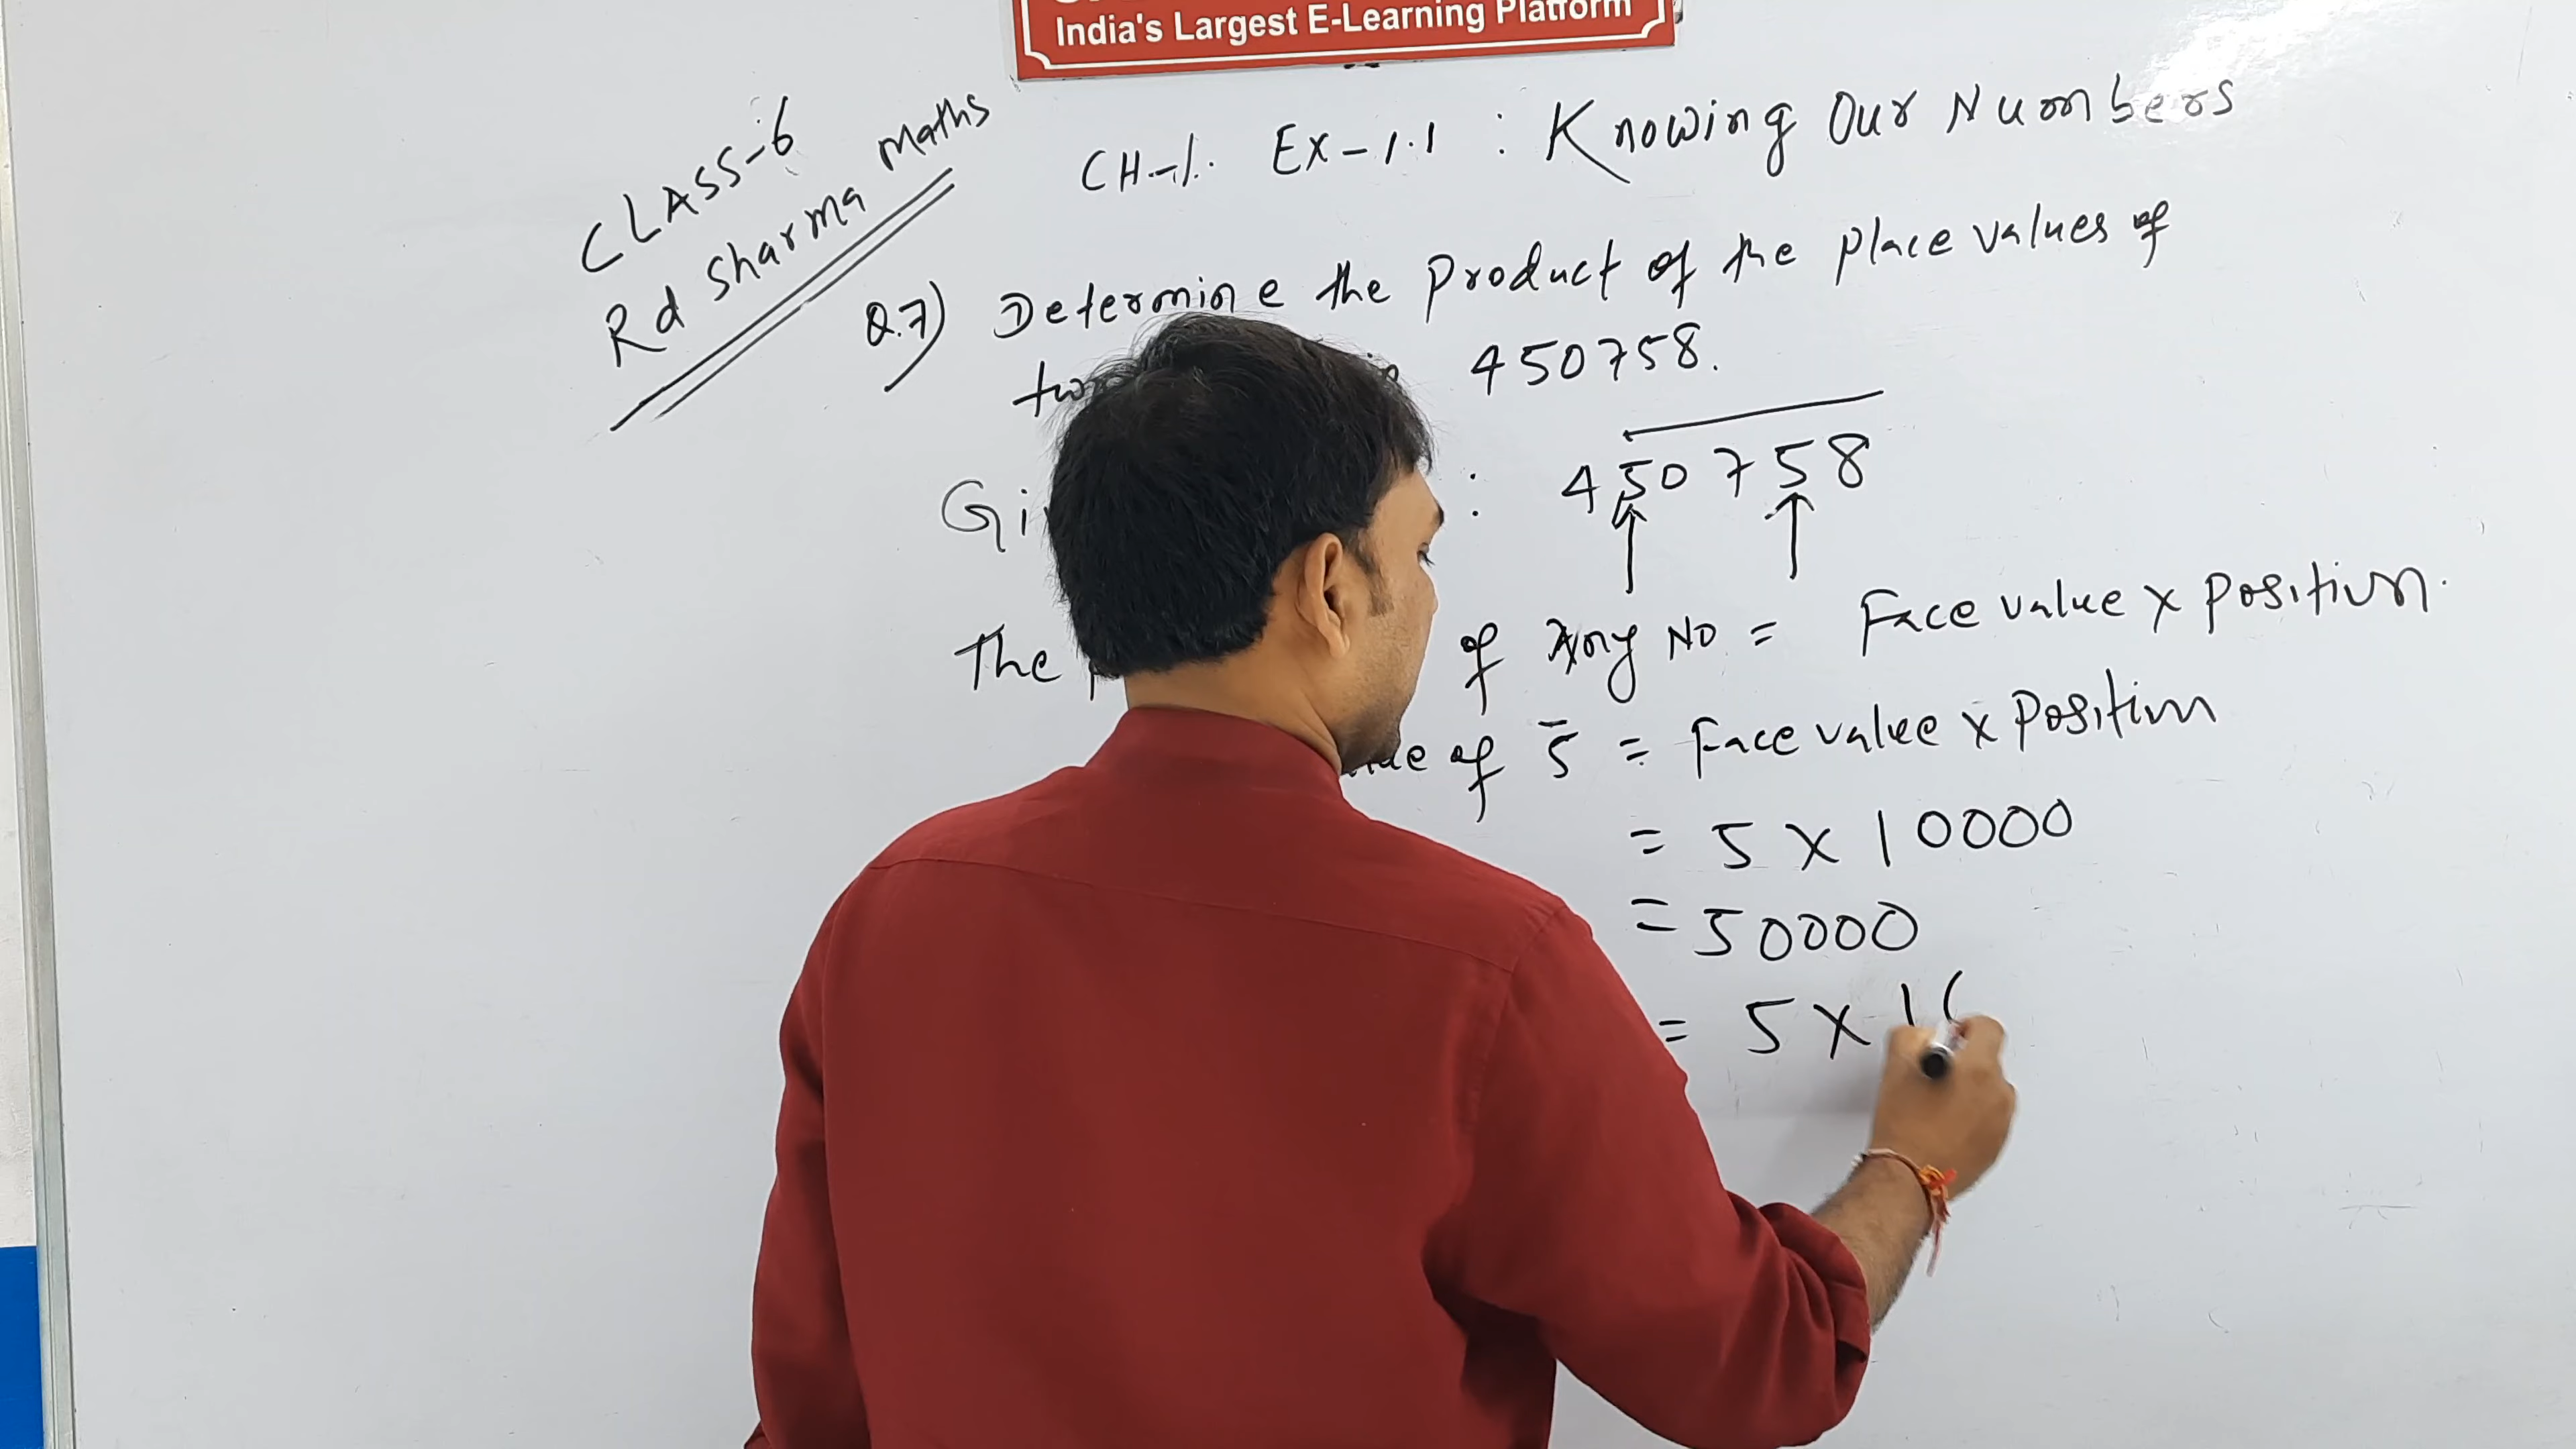 India's Largest E-Learning Platform
CLASS-6
Rd Sharma Maths
CH-1. Ex-1.1 : Knowing Our Numbers
Q.7) Determine the Product of the place values of
450758.
: 450758
The of Any No = Face value x position.
of 5 = Face value x position
= 5 x 10000
= 50000
= 5 x 10